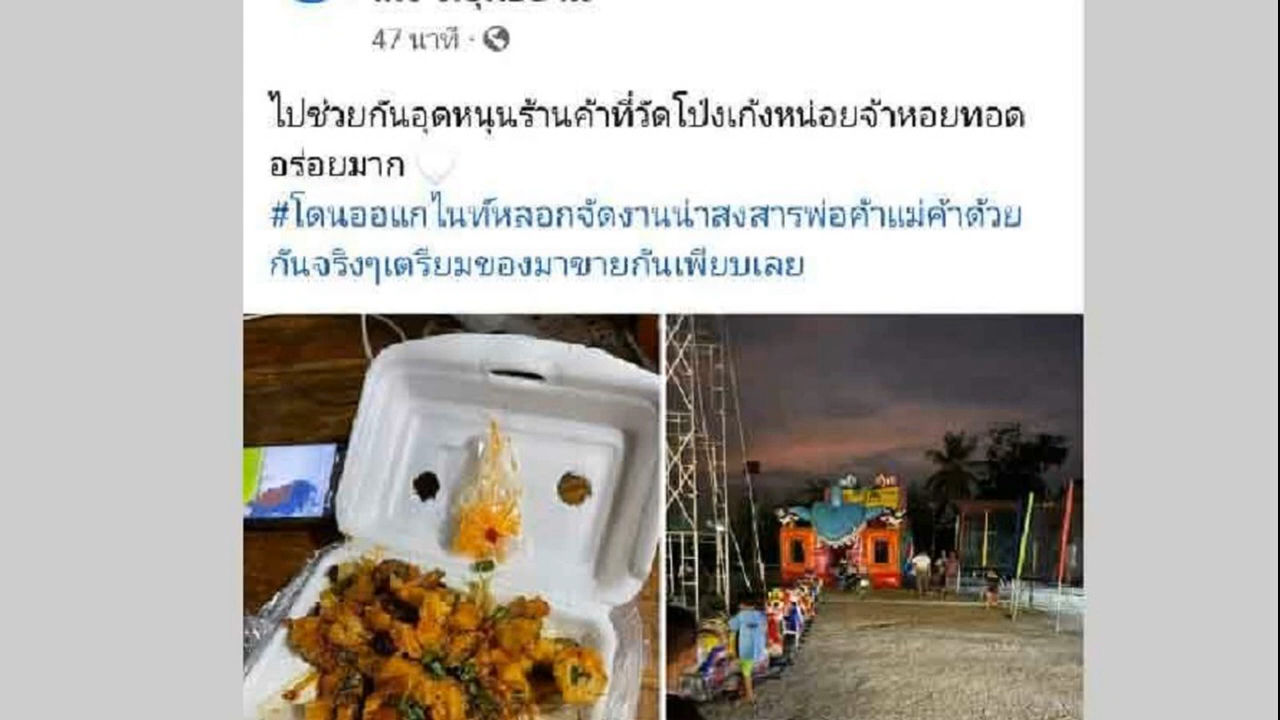 47 นาที ·
ไปช่วยกันอุดหนุนร้านค้าที่วัดโป่งเก้งหน่อยจ้าหอยทอด
อร่อยมาก
#โดนออแกไนท์หลอกจัดงานน่าสงสารพ่อค้าแม่ค้าด้วย
กันจริงๆเตรียมของมาขายกันเพียบเลย